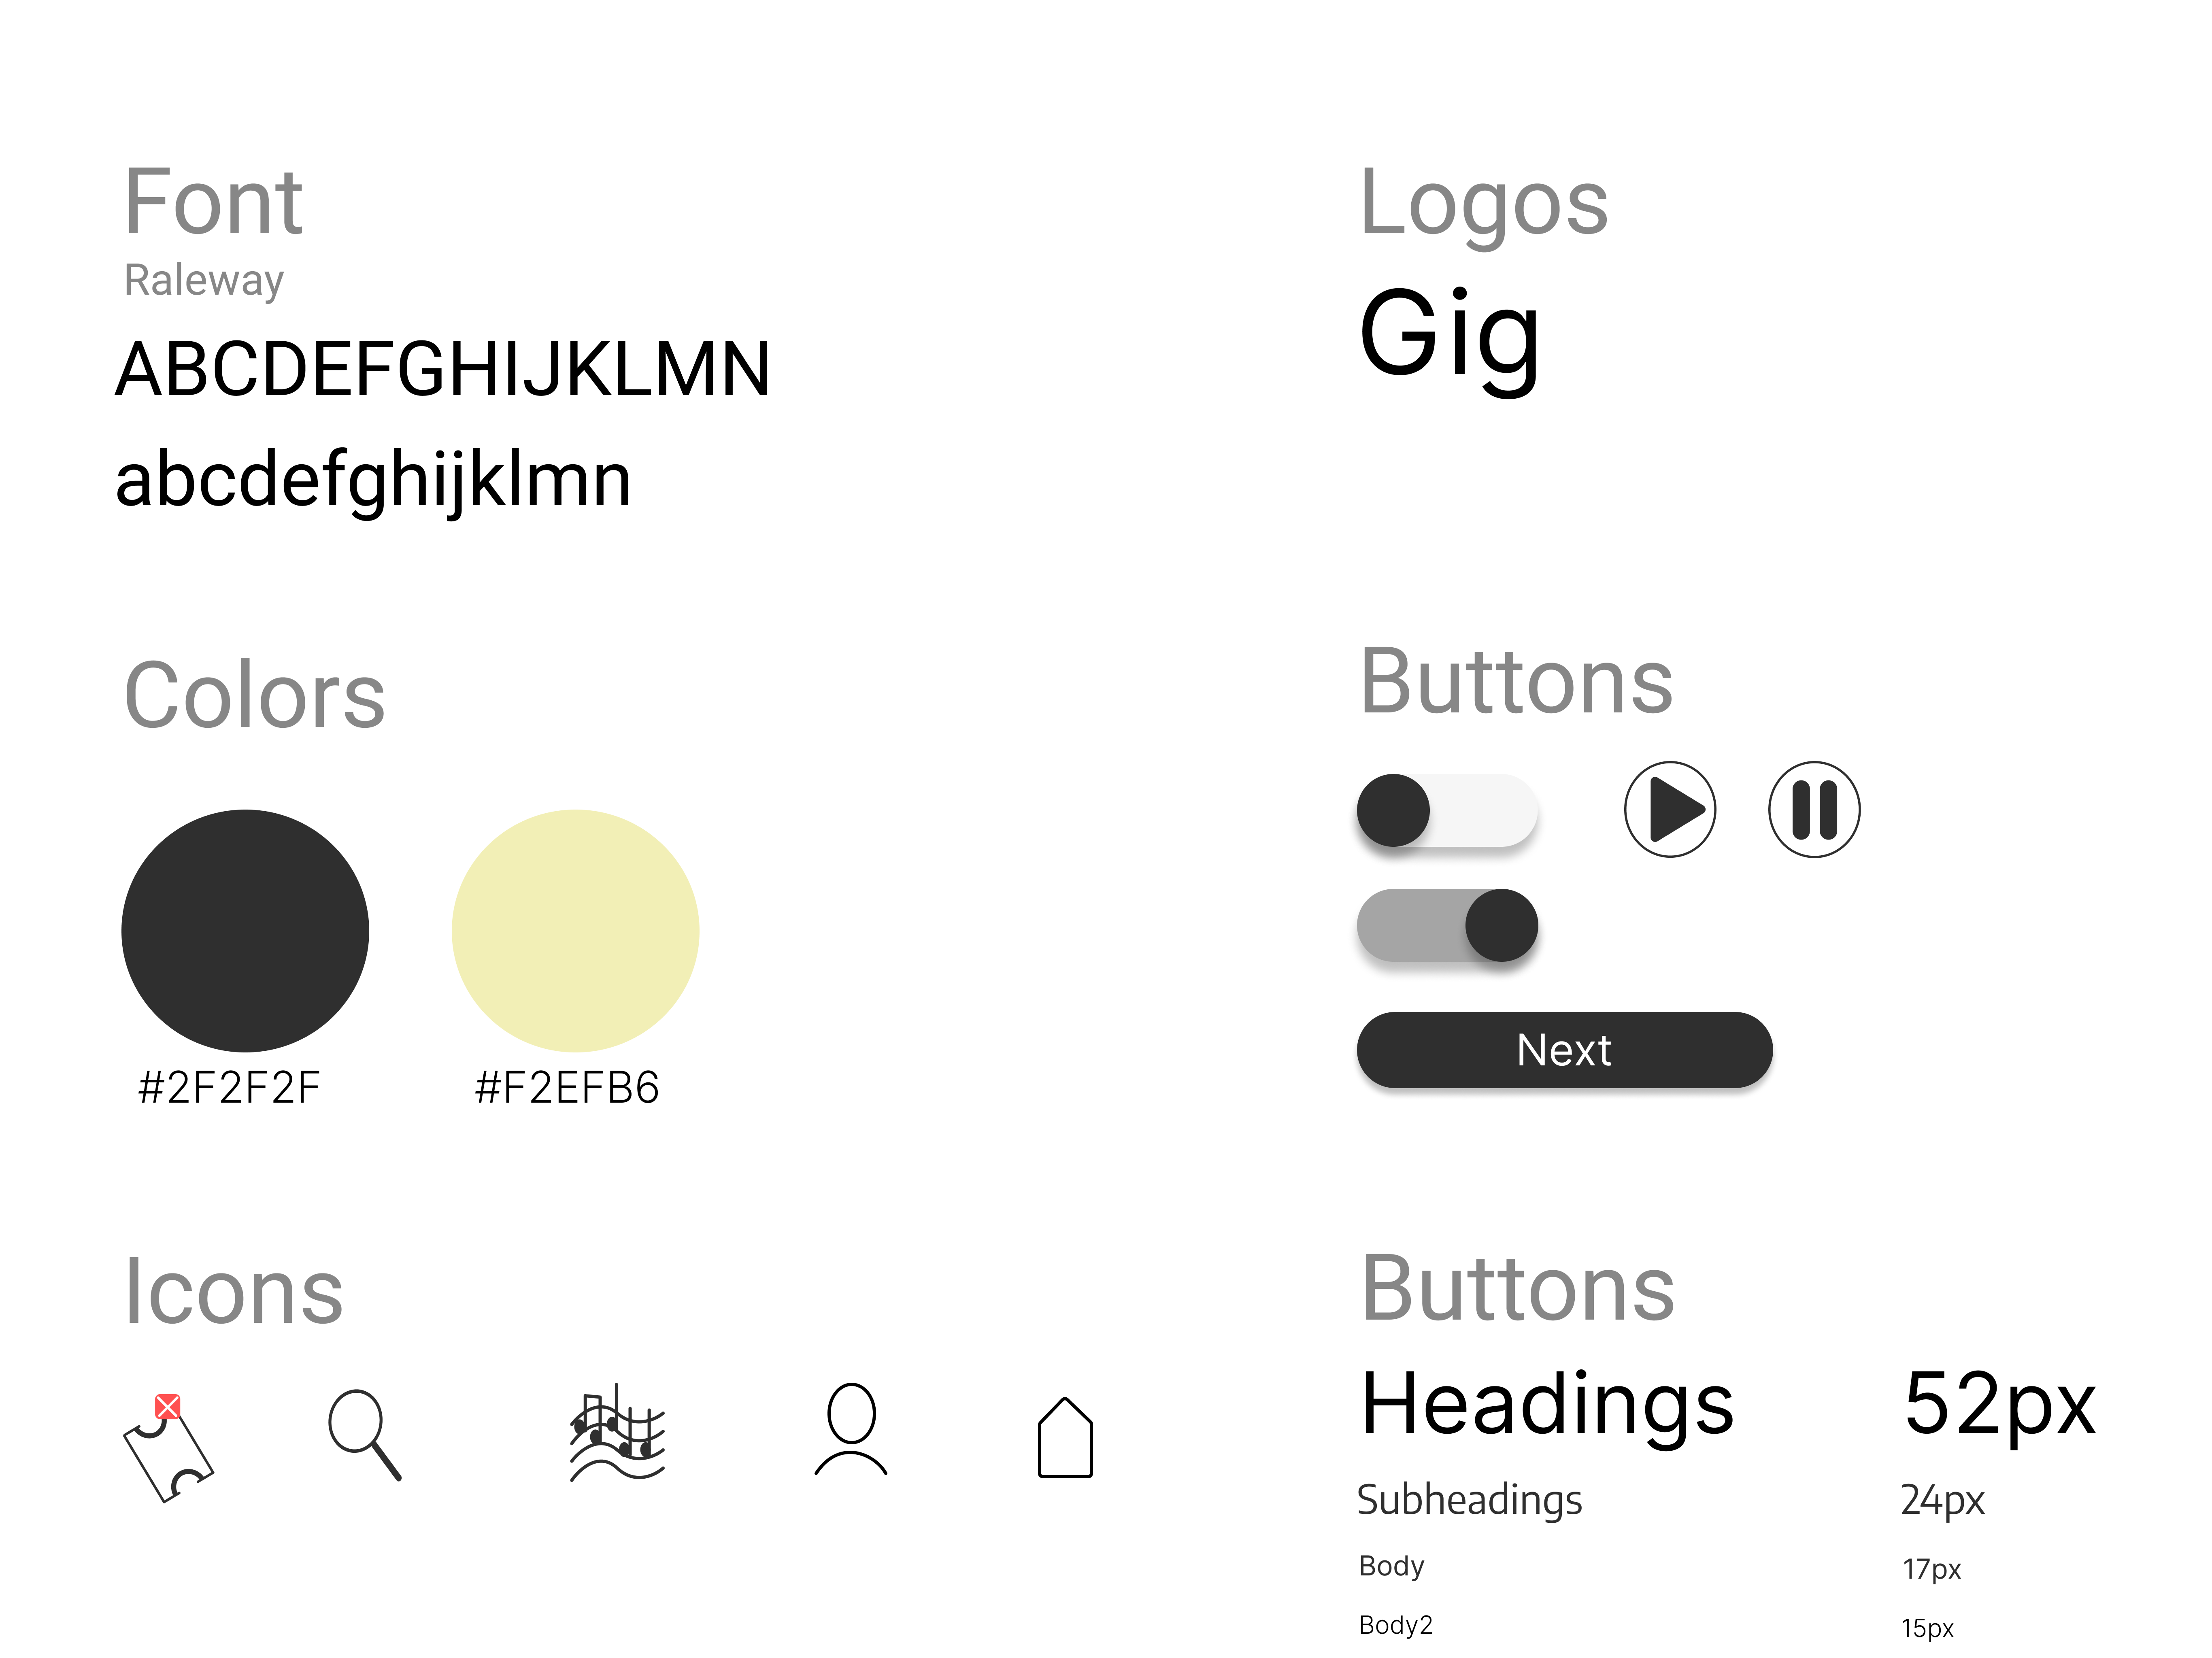 Font
Raleway
ABCDEFGHIJKLMN
abcdefghijklmn
Logos
Gig
Colors
#2F2F2F
#F2EFB6
Buttons
Next
Icons
Buttons
Headings 52px
Subheadings 24px
Body 17px
Body2 15px